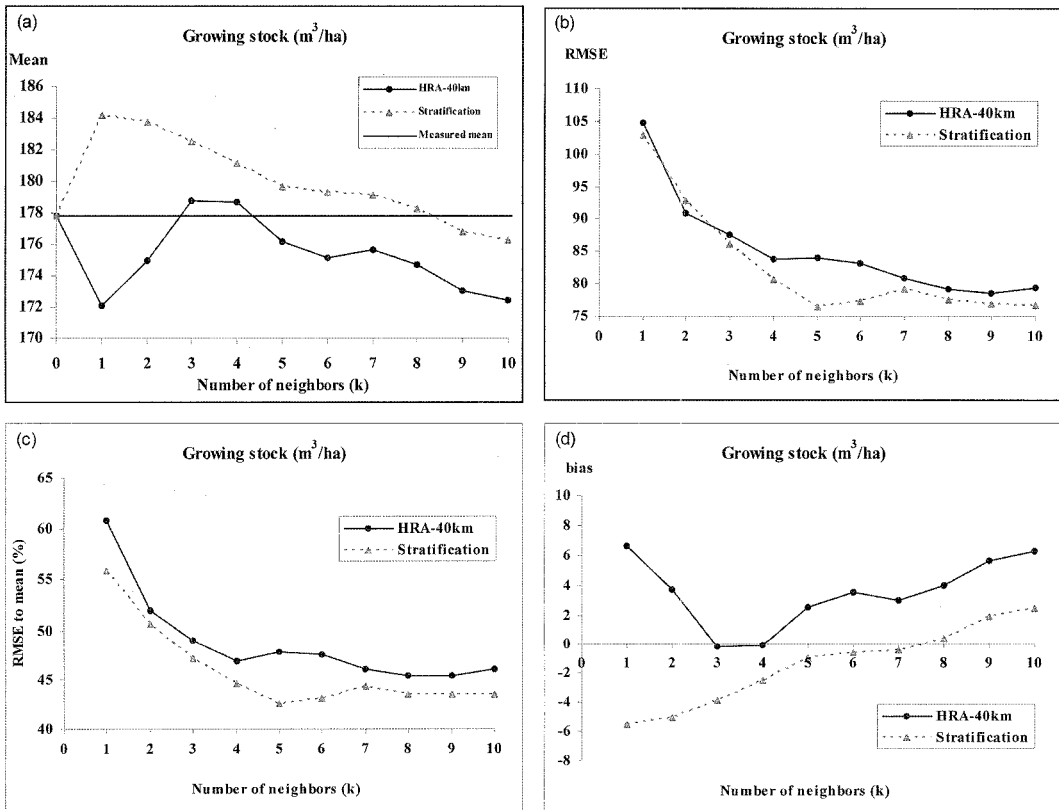 (a)
Growing stock (m³/ha)
Mean
186
184
182
180
178
176
174
172
170
HRA-40km
Stratification
Measured mean
0 1 2 3 4 5 6 7 8 9 10
Number of neighbors (k)
(b)
Growing stock (m³/ha)
RMSE
110
105
100
95
90
85
80
75
HRA-40km
Stratification
0 1 2 3 4 5 6 7 8 9 10
Number of neighbors (k)
(c)
Growing stock (m³/ha)
RMSE to mean (%)
65
60
55
50
45
40
HRA-40km
Stratification
0 1 2 3 4 5 6 7 8 9 10
Number of neighbors (k)
(d)
Growing stock (m³/ha)
bias
10
8
6
4
2
0
-2
-4
-6
-8
0 1 2 3 4 5 6 7 8 9 10
HRA-40km
Stratification
Number of neighbors (k)